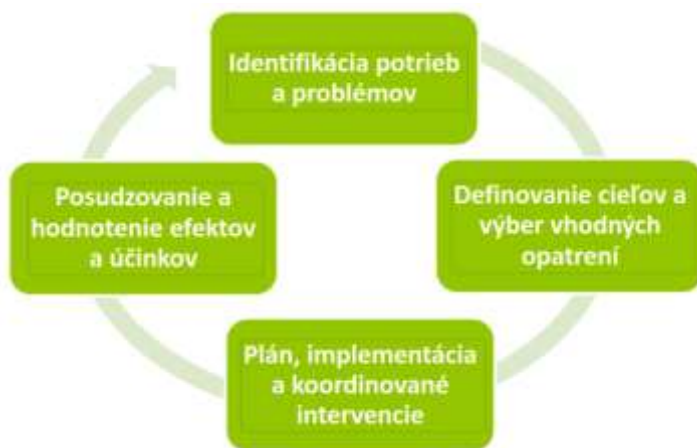 Identifikácia potrieb
a problémov
Definovanie cieľov a
výber vhodných
opatrení
Plán, implementácia
a koordinované
intervencie
Posudzovanie a
hodnotenie efektov
a účinkov